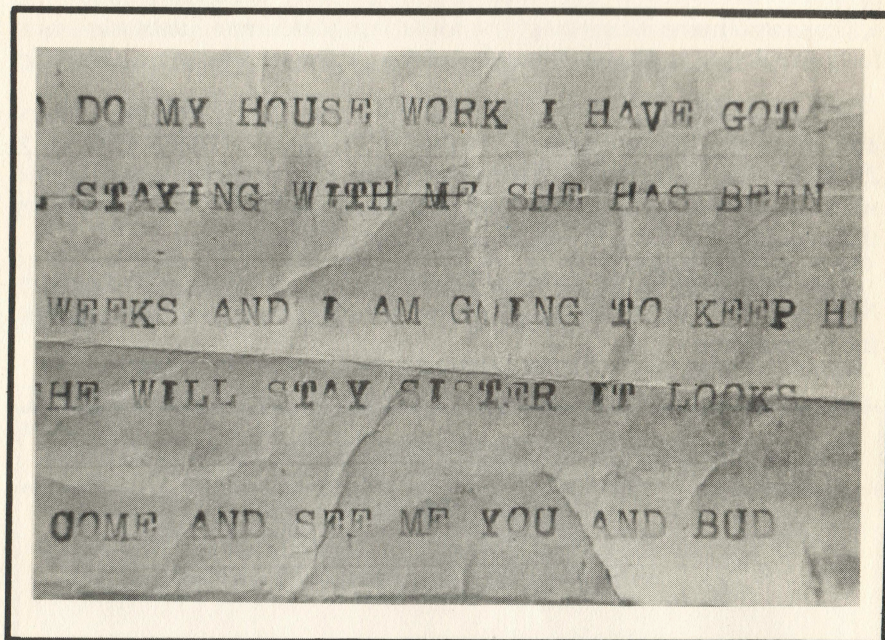 DO MY HOUSE WORK I HAVE GOT
STAYING WITH ME SHE HAS BEEN
WEEKS AND I AM GOING TO KEEP
HE WILL STAY SISTER IT LOOKS
COME AND SEE ME YOU AND BUD